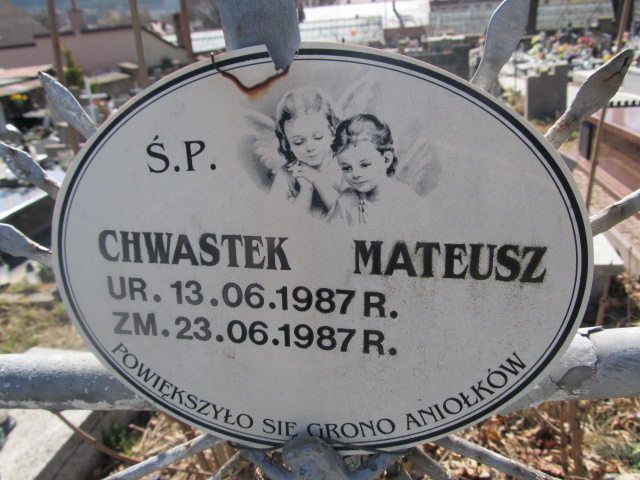 Ś.P.
CHWASTEK MATEUSZ
UR. 13.06.1987 R.
ZM. 23.06.1987 R.
POWIĘKSZYŁO SIĘ GRONO ANIOŁKÓW